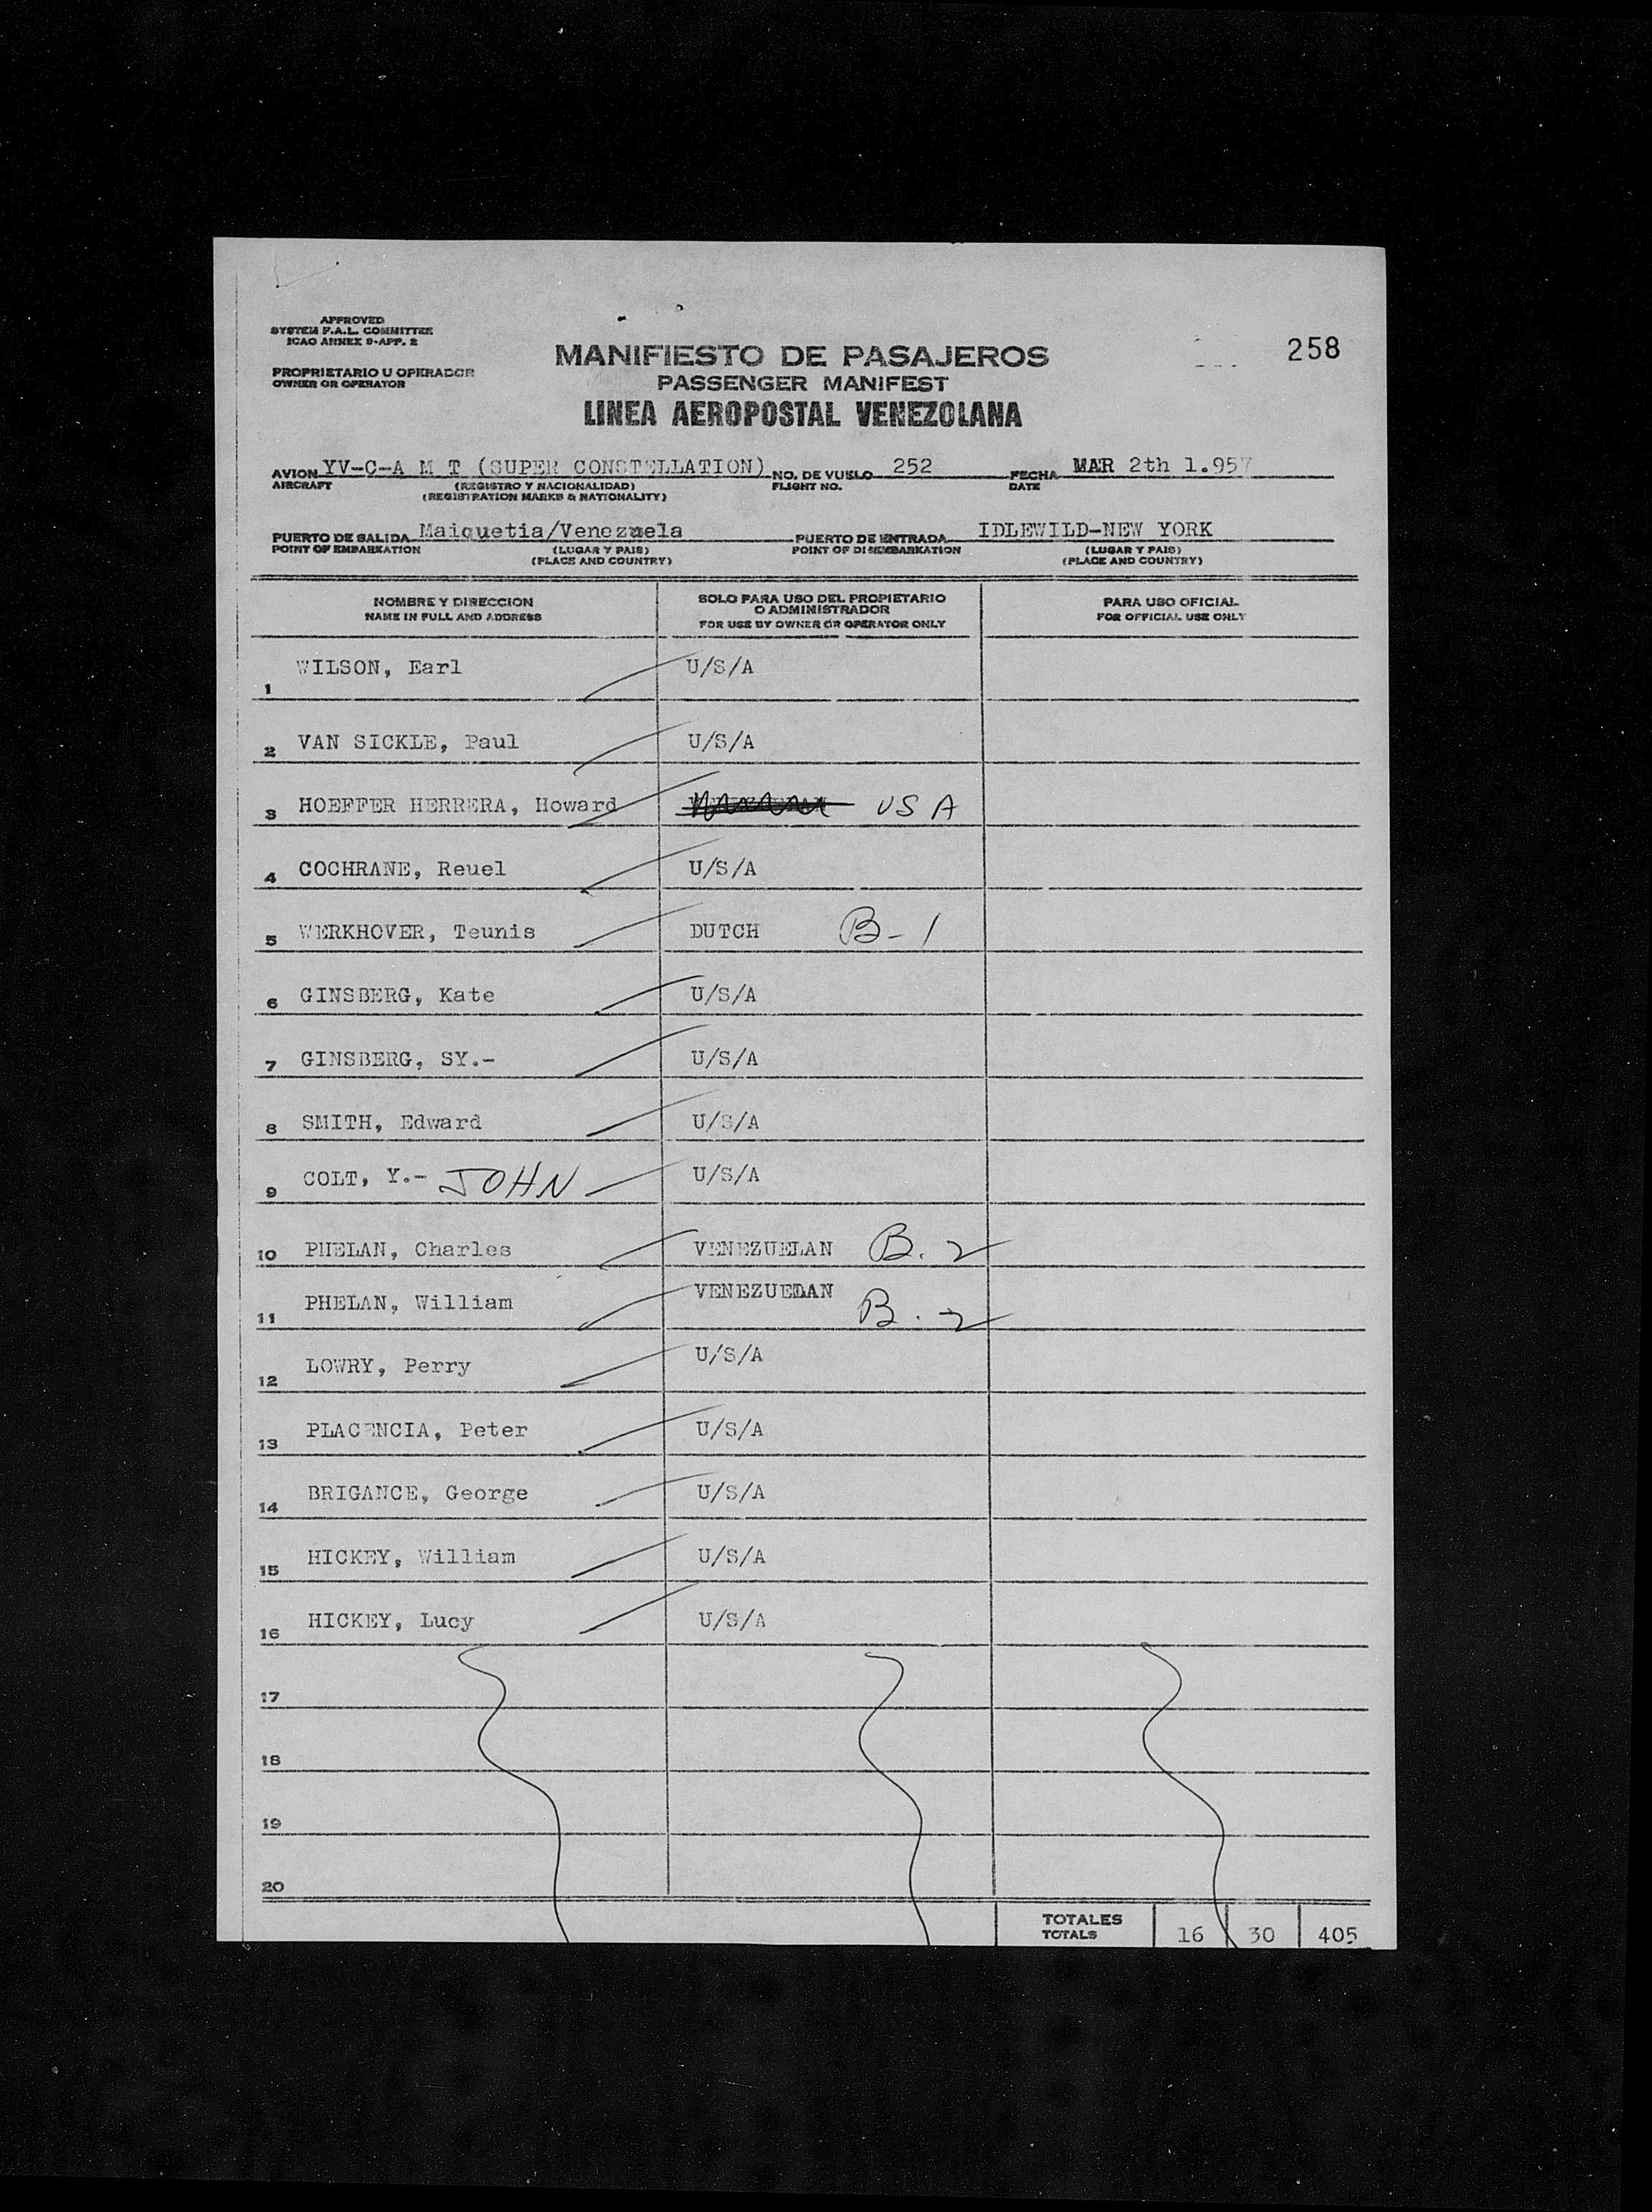 APPROVED
SYSTEM F.A.L. COMMITTEE
ICAO ANNEX 9-APP. 2
258
MANIFIESTO DE PASAJEROS
PROPRIETARIO U OPERADOR
OWNER OR OPERATOR
PASSENGER MANIFEST
LINEA AEROPOSTAL VENEZOLANA
AVION YV-C-A M T (SUPER CONSTELLATION) NO. DE VUELO 252 FECHA MAR 2th 1.957
AIRCRAFT (REGISTRO Y NACIONALIDAD) FLIGHT NO. DATE
(REGISTRATION MARKS & NATIONALITY)
PUERTO DE SALIDA Maiquetia/Venezuela PUERTO DE ENTRADA IDLEWILD-NEW YORK
POINT OF EMBARKATION (LUGAR Y PAIS) POINT OF DISEMBARKATION (LUGAR Y PAIS)
(PLACE AND COUNTRY) (PLACE AND COUNTRY)
NOMBRE Y DIRECCION SOLO PARA USO DEL PROPIETARIO PARA USO OFICIAL
O ADMINISTRADOR
NAME IN FULL AND ADDRESS FOR USE BY OWNER OR OPERATOR ONLY FOR OFFICIAL USE ONLY
1 WILSON, Earl U/S/A
2 VAN SICKLE, Paul U/S/A
3 HOEFFER HERRERA, Howard USA
4 COCHRANE, Reuel U/S/A
5 WERKHOVER, Teunis DUTCH B-1
6 GINSBERG, Kate U/S/A
7 GINSBERG, SY.- U/S/A
8 SMITH, Edward U/S/A
9 COLT, Y.- JOHN U/S/A
10 PHELAN, Charles VENEZUELAN B.2
11 PHELAN, William VENEZUEDAN B.-2
12 LOWRY, Perry U/S/A
13 PLACENCIA, Peter U/S/A
14 BRIGANCE, George U/S/A
15 HICKEY, William U/S/A
16 HICKEY, Lucy U/S/A
17
18
19
20
TOTALES
TOTALS 16 30 405